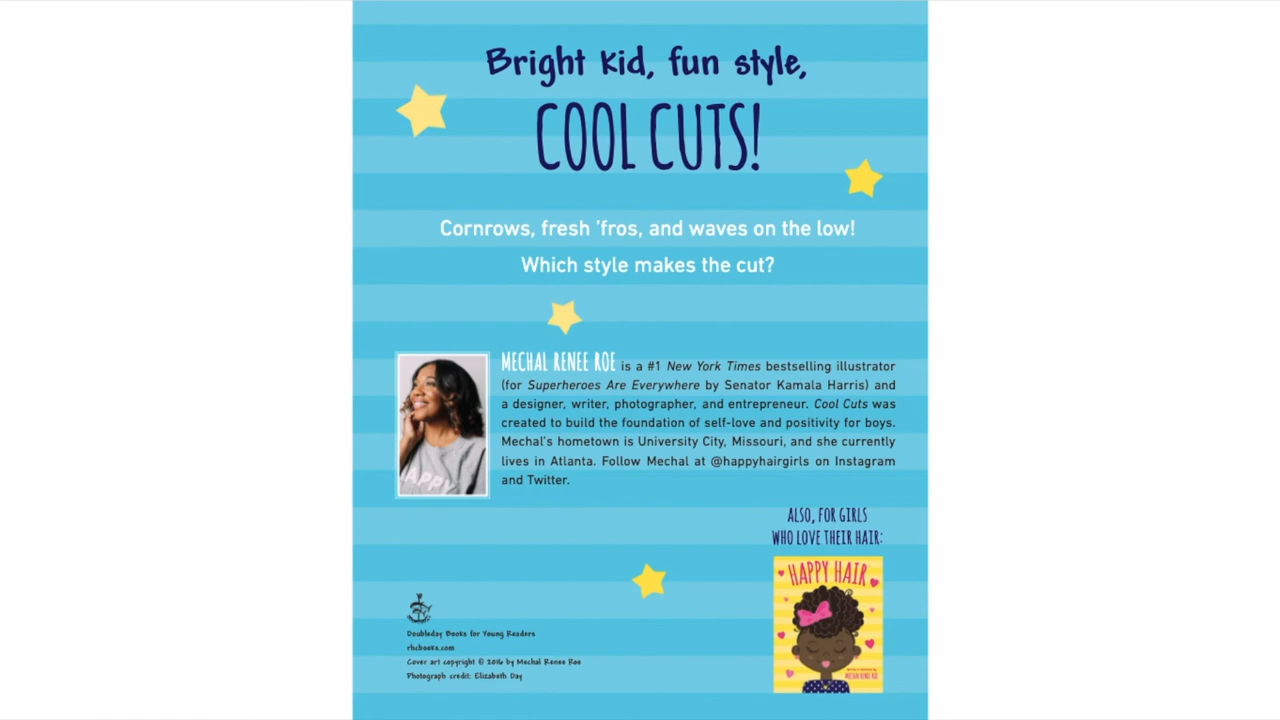 Bright kid, fun style,
COOL CUTS!
Cornrows, fresh ’fros, and waves on the low!
Which style makes the cut?
MECHAL RENEE ROE is a #1 New York Times bestselling illustrator
(for Superheroes Are Everywhere by Senator Kamala Harris) and
a designer, writer, photographer, and entrepreneur. Cool Cuts was
created to build the foundation of self-love and positivity for boys.
Mechal’s hometown is University City, Missouri, and she currently
lives in Atlanta. Follow Mechal at @happyhairgirls on Instagram
and Twitter.
HAPPY
ALSO, FOR GIRLS
WHO LOVE THEIR HAIR:
HAPPY HAIR
MECHAL RENEE ROE
Doubleday Books for Young Readers
rhcbooks.com
Cover art copyright © 2016 by Mechal Renee Roe
Photograph credit: Elizabeth Day